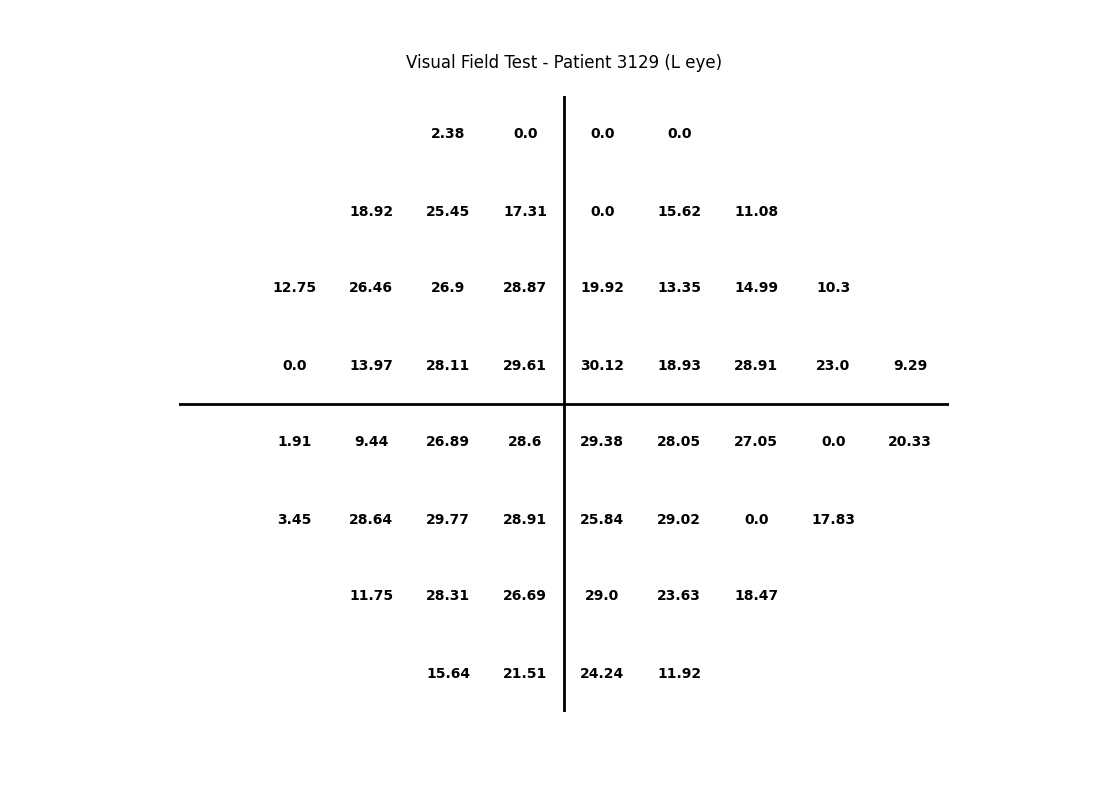 Visual Field Test - Patient 3129 (L eye)
2.38 0.0 0.0 0.0
18.92 25.45 17.31 0.0 15.62 11.08
12.75 26.46 26.9 28.87 19.92 13.35 14.99 10.3
0.0 13.97 28.11 29.61 30.12 18.93 28.91 23.0 9.29
1.91 9.44 26.89 28.6 29.38 28.05 27.05 0.0 20.33
3.45 28.64 29.77 28.91 25.84 29.02 0.0 17.83
11.75 28.31 26.69 29.0 23.63 18.47
15.64 21.51 24.24 11.92